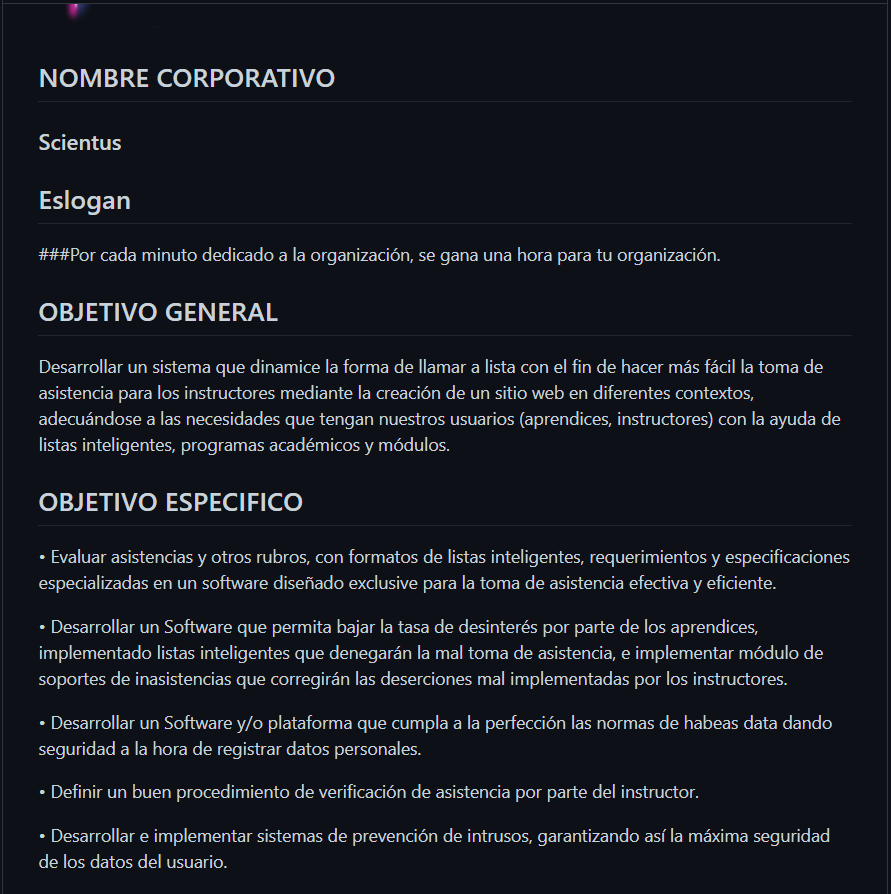 NOMBRE CORPORATIVO
Scientus
Eslogan
###Por cada minuto dedicado a la organización, se gana una hora para tu organización.
OBJETIVO GENERAL
Desarrollar un sistema que dinamice la forma de llamar a lista con el fin de hacer más fácil la toma de
asistencia para los instructores mediante la creación de un sitio web en diferentes contextos,
adecuándose a las necesidades que tengan nuestros usuarios (aprendices, instructores) con la ayuda de
listas inteligentes, programas académicos y módulos.
OBJETIVO ESPECIFICO
• Evaluar asistencias y otros rubros, con formatos de listas inteligentes, requerimientos y especificaciones
especializadas en un software diseñado exclusive para la toma de asistencia efectiva y eficiente.
• Desarrollar un Software que permita bajar la tasa de desinterés por parte de los aprendices,
implementado listas inteligentes que denegarán la mal toma de asistencia, e implementar módulo de
soportes de inasistencias que corregirán las deserciones mal implementadas por los instructores.
• Desarrollar un Software y/o plataforma que cumpla a la perfección las normas de habeas data dando
seguridad a la hora de registrar datos personales.
• Definir un buen procedimiento de verificación de asistencia por parte del instructor.
• Desarrollar e implementar sistemas de prevención de intrusos, garantizando así la máxima seguridad
de los datos del usuario.